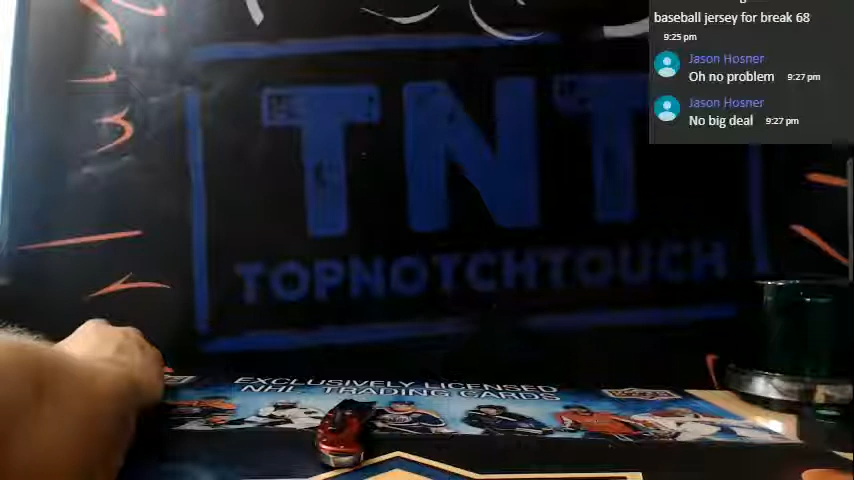 baseball jersey for break 68
9:25 pm
Jason Hosner
Oh no problem 9:27 pm
Jason Hosner
No big deal 9:27 pm
TNT
TOPNOTCHTOUCH
EXCLUSIVELY LICENSED
NHL TRADING CARDS